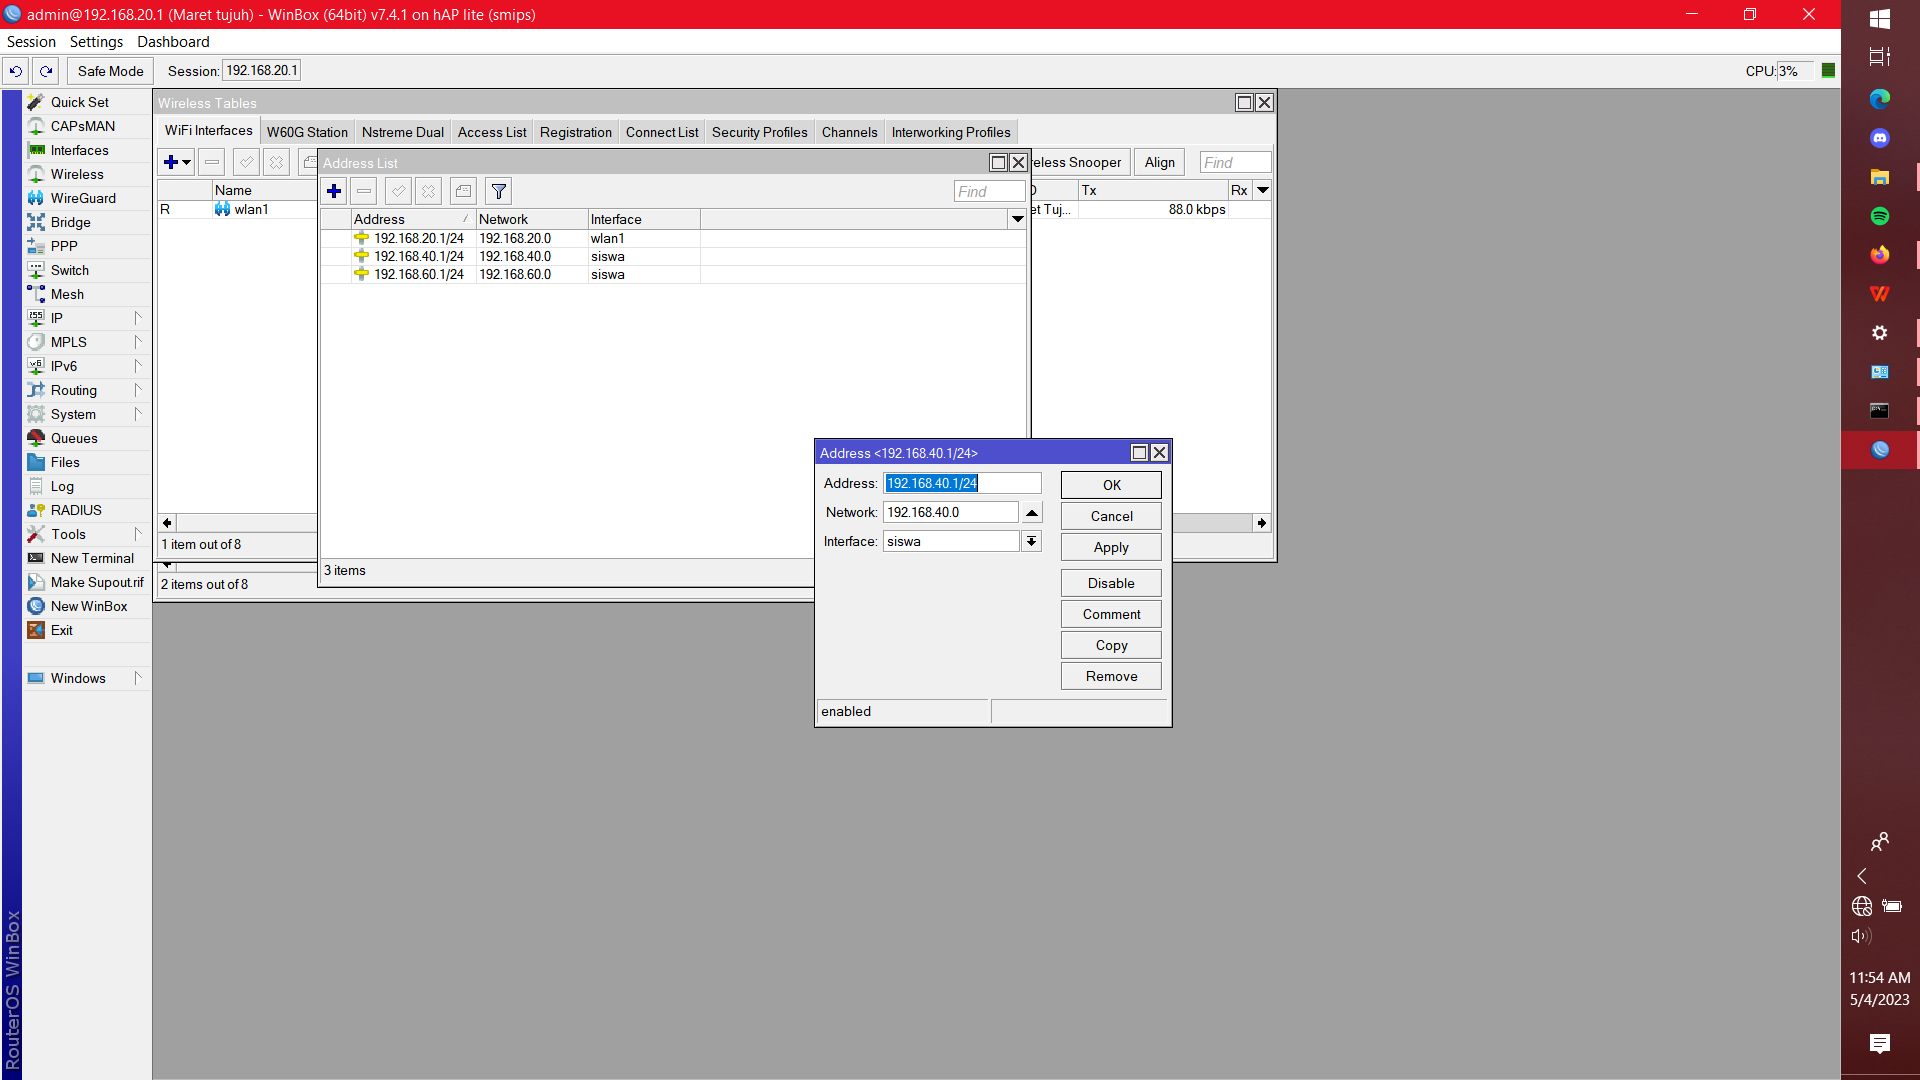 admin@192.168.20.1 (Maret tujuh) - WinBox (64bit) v7.4.1 on hAP lite (smips)
Session Settings Dashboard
Safe Mode Session: 192.168.20.1 CPU: 3%
Quick Set
CAPsMAN
Interfaces
Wireless
WireGuard
Bridge
PPP
Switch
Mesh
IP
MPLS
IPv6
Routing
System
Queues
Files
Log
RADIUS
Tools
New Terminal
Make Supout.rif
New WinBox
Exit
Windows
RouterOS WinBox
Wireless Tables
WiFi Interfaces W60G Station Nstreme Dual Access List Registration Connect List Security Profiles Channels Interworking Profiles
reless Snooper Align Find
Name Tx Rx
R wlan1 et Tuj... 88.0 kbps
1 item out of 8
2 items out of 8
Address List
Find
Address Network Interface
192.168.20.1/24 192.168.20.0 wlan1
192.168.40.1/24 192.168.40.0 siswa
192.168.60.1/24 192.168.60.0 siswa
3 items
Address <192.168.40.1/24>
Address: 192.168.40.1/24
Network: 192.168.40.0
Interface: siswa
OK
Cancel
Apply
Disable
Comment
Copy
Remove
enabled
11:54 AM
5/4/2023